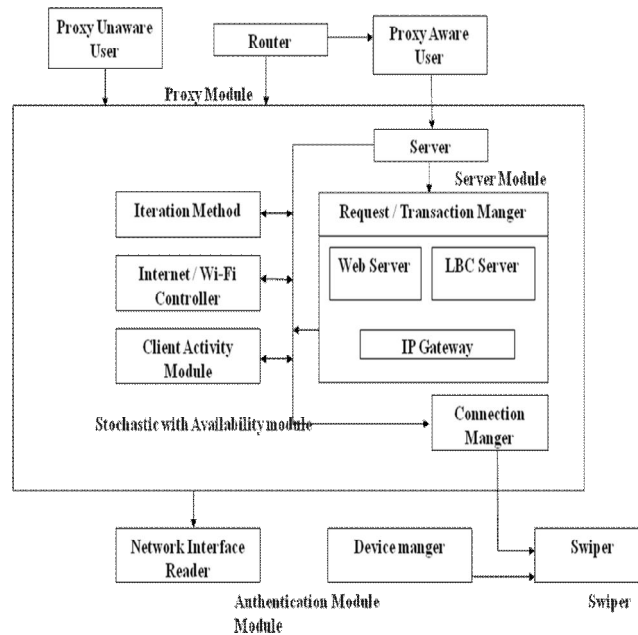 Proxy Unaware
User
Router
Proxy Aware
User
Proxy Module
Server
Server Module
Iteration Method
Request / Transaction Manger
Internet / Wi-Fi
Controller
Web Server
LBC Server
Client Activity
Module
IP Gateway
Stochastic with Availability module
Connection
Manger
Network Interface
Reader
Device manger
Swiper
Authentication Module
Module
Swiper